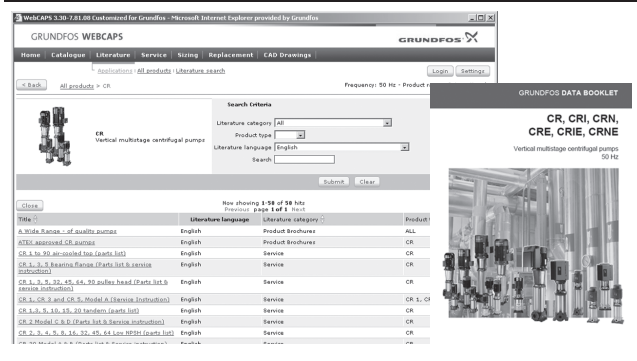 WebCAPS 3.30-7.81.08 Customized for Grundfos - Microsoft Internet Explorer provided by Grundfos
GRUNDFOS WEBCAPS
GRUNDFOS
Home Catalogue Literature Service Sizing Replacement CAD Drawings
Applications › All products › Literature search
Login Settings
< Back All products > CR
Frequency: 50 Hz - Product
Search Criteria
CR
Vertical multistage centrifugal pumps
Literature category All
Product type
Literature language English
Search
Submit Clear
Close
Now showing 1-58 of 58 hits
Previous page 1 of 1 Next
Title Literature language Literature category Product
A Wide Range - of quality pumps English Product Brochures ALL
ATEX approved CR pumps English Product Brochures CR
CR 1 to 90 air-cooled top (parts list) English Service CR
CR 1, 3, 5 Bearing flange (Parts list & service
instruction) English Service CR
CR 1, 3, 5, 32, 45, 64, 90 pulley head (Parts list &
service instruction) English Service CR
CR 1, CR 3 and CR 5, Model A (Service Instruction) English Service CR 1,
CR 1,3, 5, 10, 15, 20 tandem (parts list) English Service CR
CR 2 Model C & D (Parts list & Service instruction) English Service CR
CR 2, 3, 4, 5, 8, 16, 32, 45, 64 Low NPSH (parts list) English Service CR
English Service CR
GRUNDFOS DATA BOOKLET
CR, CRI, CRN,
CRE, CRIE, CRNE
Vertical multistage centrifugal pumps
50 Hz